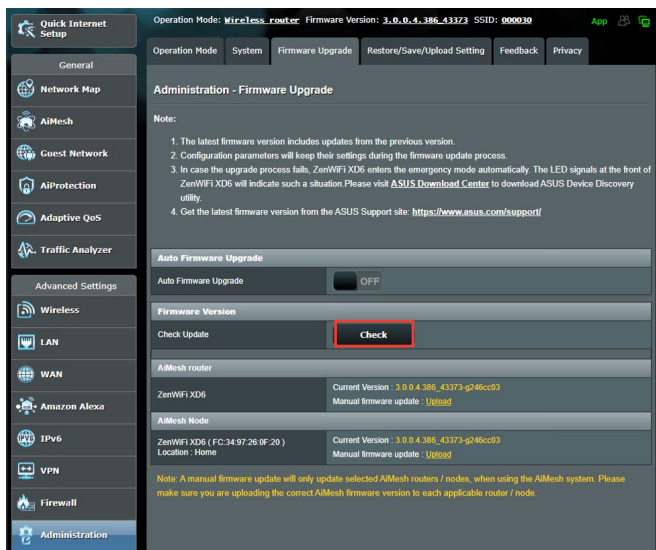 Quick Internet
Setup
General
Network Map
AiMesh
Guest Network
AiProtection
Adaptive QoS
Traffic Analyzer
Advanced Settings
Wireless
LAN
WAN
Amazon Alexa
IPv6
VPN
Firewall
Administration
Operation Mode: Wireless router Firmware Version: 3.0.0.4.386_43373 SSID: 000030 App
Operation Mode System Firmware Upgrade Restore/Save/Upload Setting Feedback Privacy
Administration - Firmware Upgrade
Note:
1. The latest firmware version includes updates from the previous version.
2. Configuration parameters will keep their settings during the firmware update process.
3. In case the upgrade process fails, ZenWiFi XD6 enters the emergency mode automatically. The LED signals at the front of
ZenWiFi XD6 will indicate such a situation.Please visit ASUS Download Center to download ASUS Device Discovery
utility.
4. Get the latest firmware version from the ASUS Support site: https://www.asus.com/support/
Auto Firmware Upgrade
Auto Firmware Upgrade OFF
Firmware Version
Check Update Check
AiMesh router
ZenWiFi XD6
Current Version : 3.0.0.4.386_43373-g246cc03
Manual firmware update : Upload
AiMesh Node
ZenWiFi XD6 ( FC:34:97:26:0F:20 )
Location : Home
Current Version : 3.0.0.4.386_43373-g246cc03
Manual firmware update : Upload
Note: A manual firmware update will only update selected AiMesh routers / nodes, when using the AiMesh system. Please
make sure you are uploading the correct AiMesh firmware version to each applicable router / node.